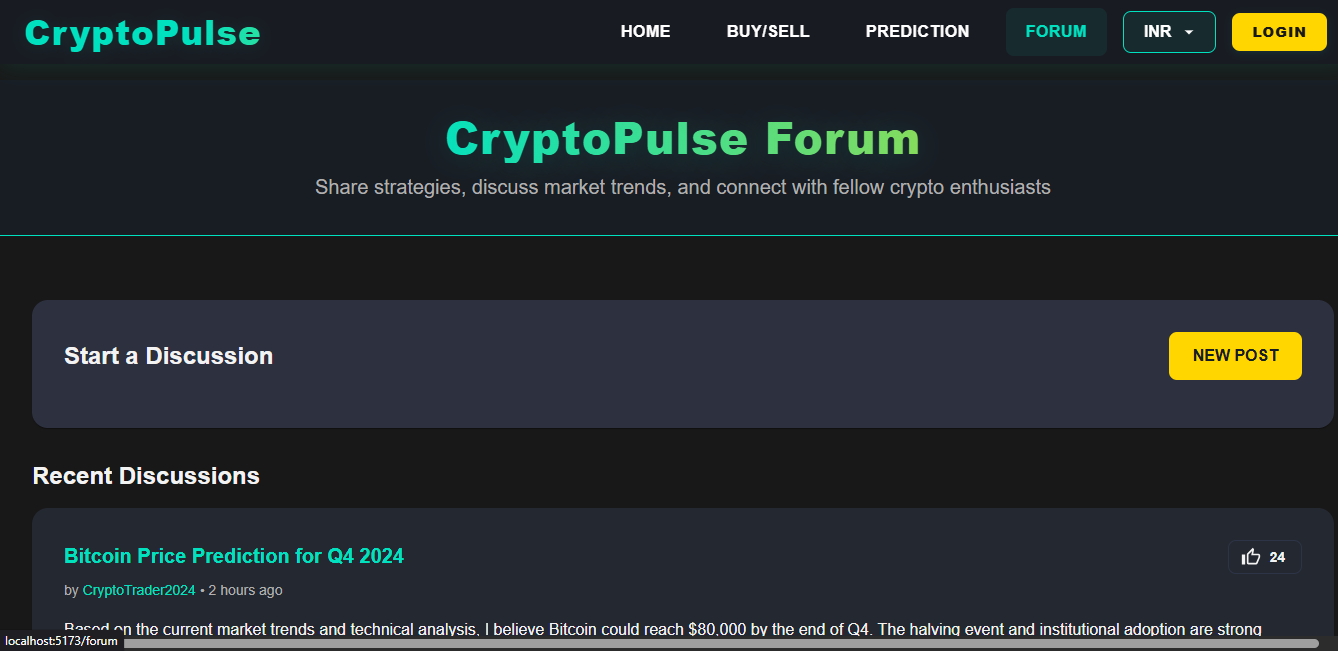 CryptoPulse
HOME
BUY/SELL
PREDICTION
FORUM
INR
LOGIN
CryptoPulse Forum
Share strategies, discuss market trends, and connect with fellow crypto enthusiasts
Start a Discussion
NEW POST
Recent Discussions
Bitcoin Price Prediction for Q4 2024
24
by CryptoTrader2024 • 2 hours ago
Based on the current market trends and technical analysis, I believe Bitcoin could reach $80,000 by the end of Q4. The halving event and institutional adoption are strong
localhost:5173/forum